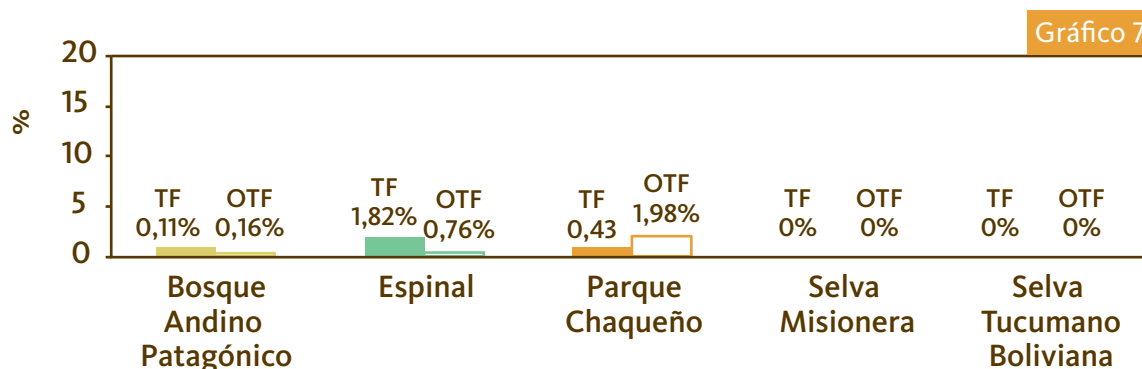 Gráfico 7
20
15
10
5
0
%
TF OTF
0,11% 0,16%
TF OTF
1,82% 0,76%
TF OTF
0,43 1,98%
TF OTF
0% 0%
TF OTF
0% 0%
Bosque
Andino
Patagónico
Espinal
Parque
Chaqueño
Selva
Misionera
Selva
Tucumano
Boliviana